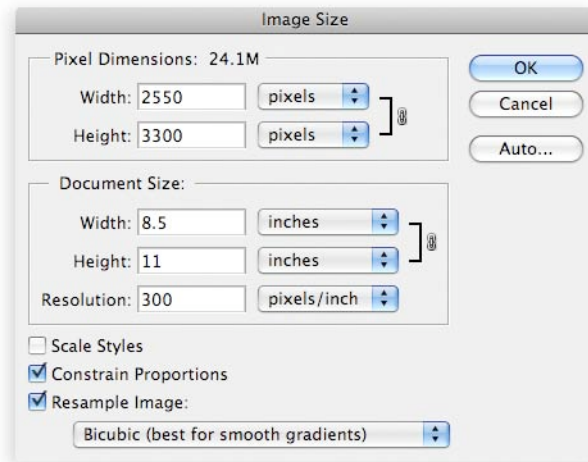 Image Size
Pixel Dimensions: 24.1M
OK
Width: 2550 pixels
Cancel
Height: 3300 pixels
Auto...
Document Size:
Width: 8.5 inches
Height: 11 inches
Resolution: 300 pixels/inch
Scale Styles
Constrain Proportions
Resample Image:
Bicubic (best for smooth gradients)